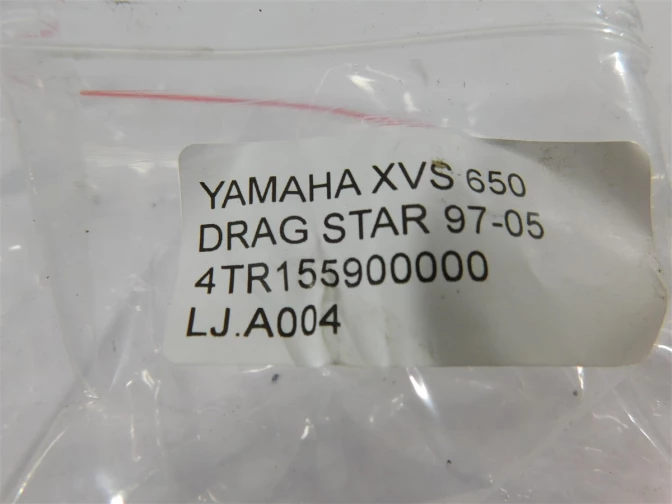 YAMAHA XVS 650
DRAG STAR 97-05
4TR155900000
LJ.A004